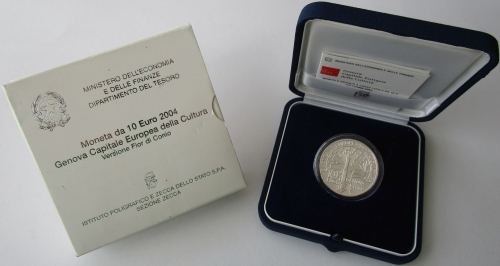 MINISTERO DELL'ECONOMIA
E DELLE FINANZE
DIPARTIMENTO DEL TESORO
Moneta da 10 Euro 2004
Genova Capitale Europea della Cultura
Versione Fior di Conio
ISTITUTO POLIGRAFICO E ZECCA DELLO STATO S.P.A.
SEZIONE ZECCA